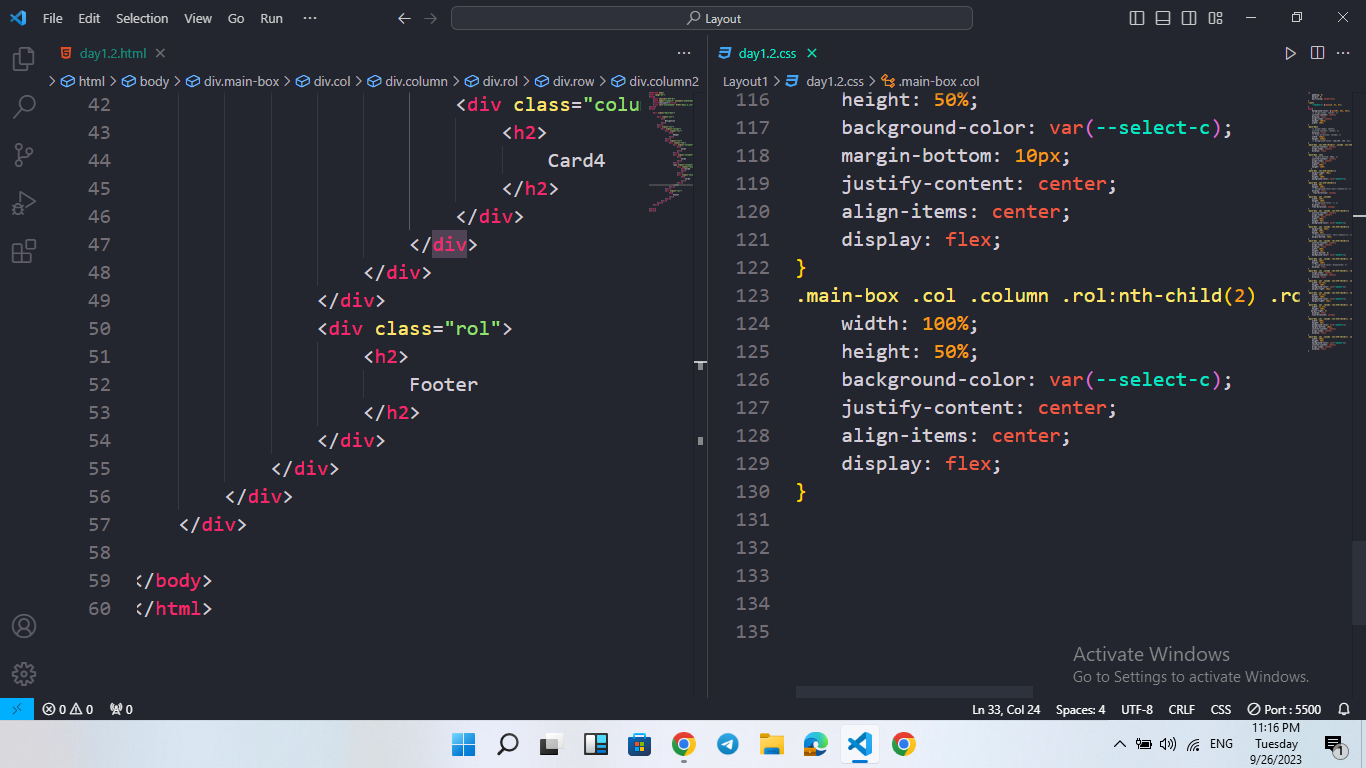 File Edit Selection View Go Run ··· Layout
day1.2.html
html > body > div.main-box > div.col > div.column > div.rol > div.row > div.column2
42 <div class="colu
43 <h2>
44 Card4
45 </h2>
46 </div>
47 </div>
48 </div>
49 </div>
50 <div class="rol">
51 <h2>
52 Footer
53 </h2>
54 </div>
55 </div>
56 </div>
57 </div>
58
59 </body>
60 </html>
day1.2.css
Layout1 > day1.2.css > .main-box .col
116 height: 50%;
117 background-color: var(--select-c);
118 margin-bottom: 10px;
119 justify-content: center;
120 align-items: center;
121 display: flex;
122 }
123 .main-box .col .column .rol:nth-child(2) .ro
124 width: 100%;
125 height: 50%;
126 background-color: var(--select-c);
127 justify-content: center;
128 align-items: center;
129 display: flex;
130 }
131
132
133
134
135
Activate Windows
Go to Settings to activate Windows.
0 0 0 Ln 33, Col 24 Spaces: 4 UTF-8 CRLF CSS Port : 5500
ENG
11:16 PM
Tuesday
9/26/2023
1